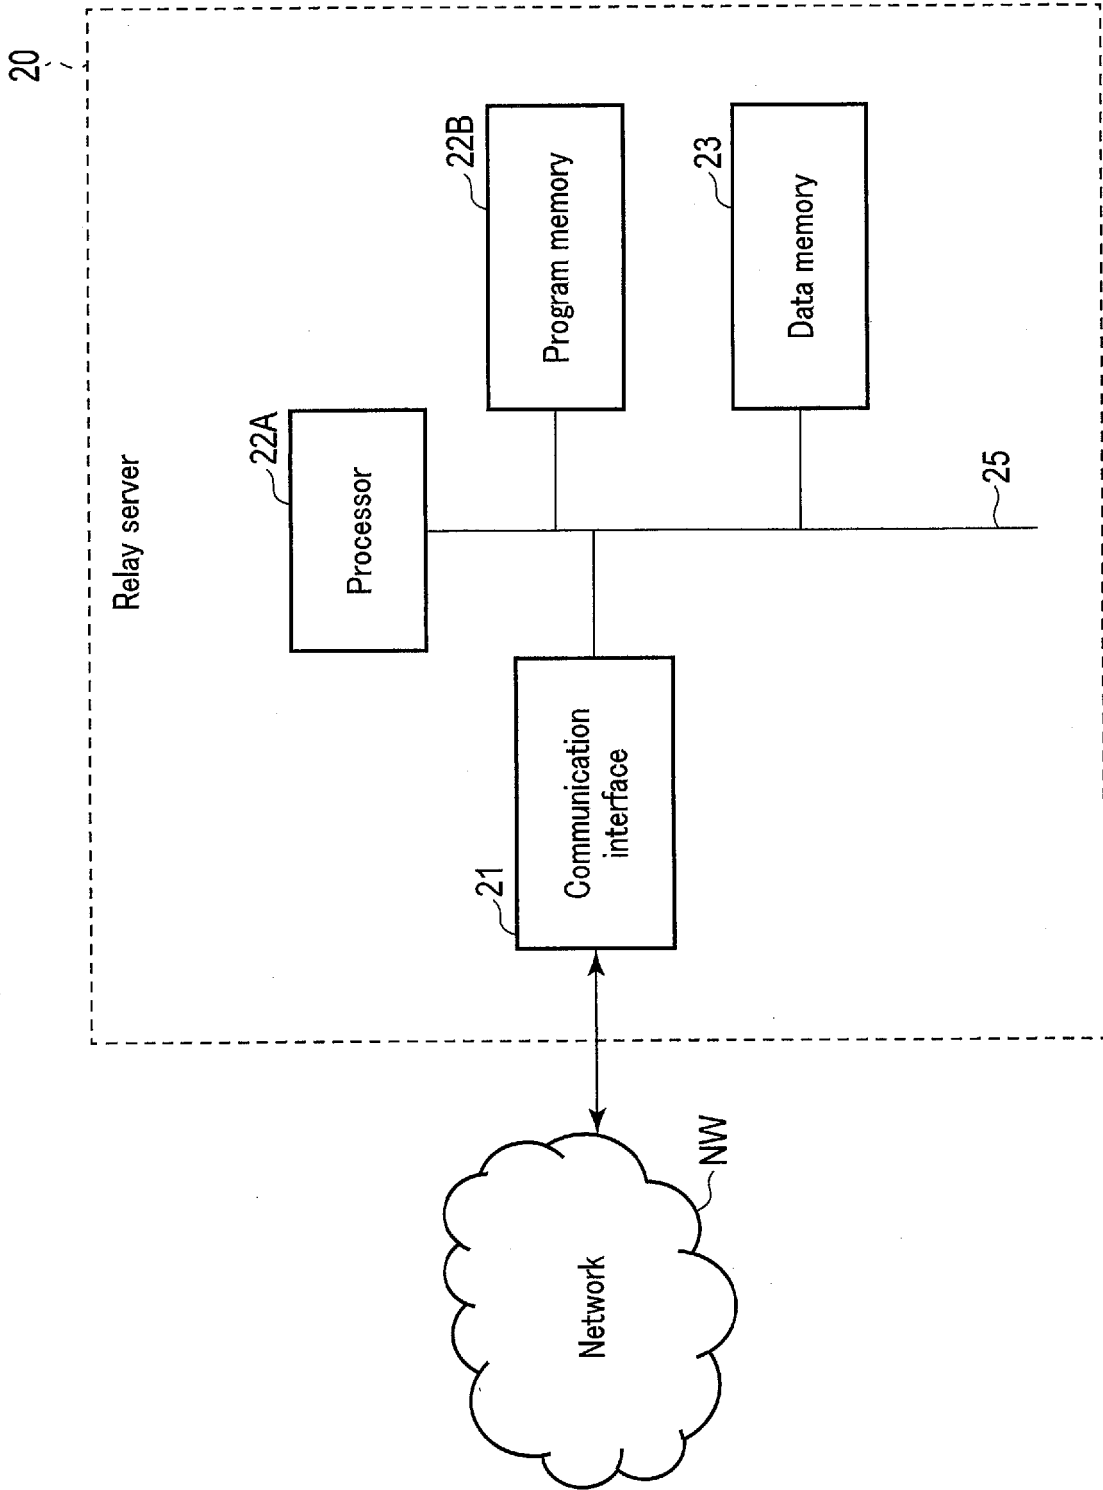 20
Relay server
22A
Processor
22B
Program memory
21
Communication
interface
23
Data memory
25
Network
NW